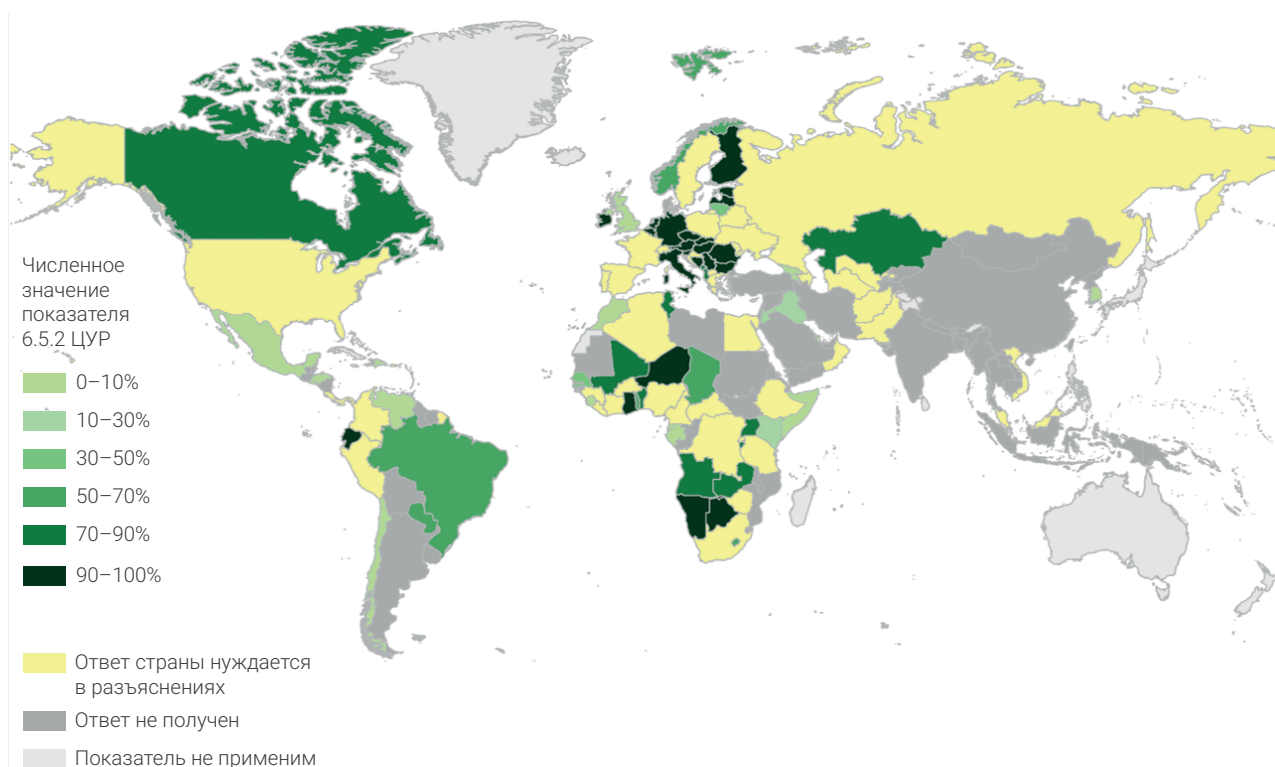 Численное
значение
показателя
6.5.2 ЦУР
0–10%
10–30%
30–50%
50–70%
70–90%
90–100%
Ответ страны нуждается
в разъяснениях
Ответ не получен
Показатель не применим